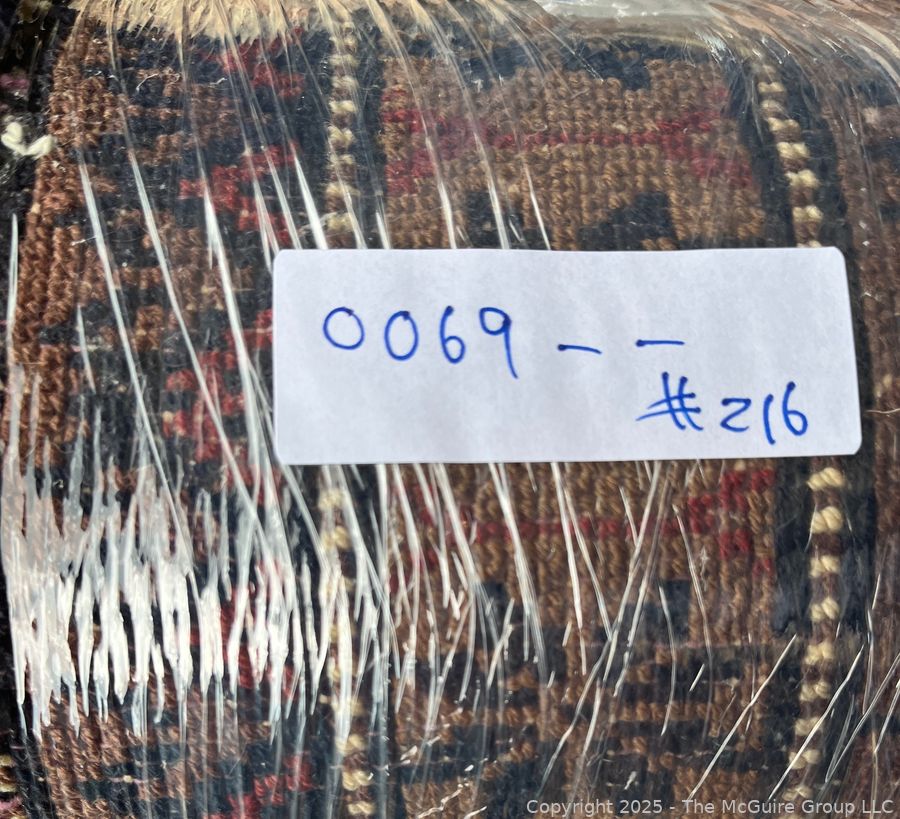 0069 – –
#216
Copyright 2025 - The McGuire Group LLC